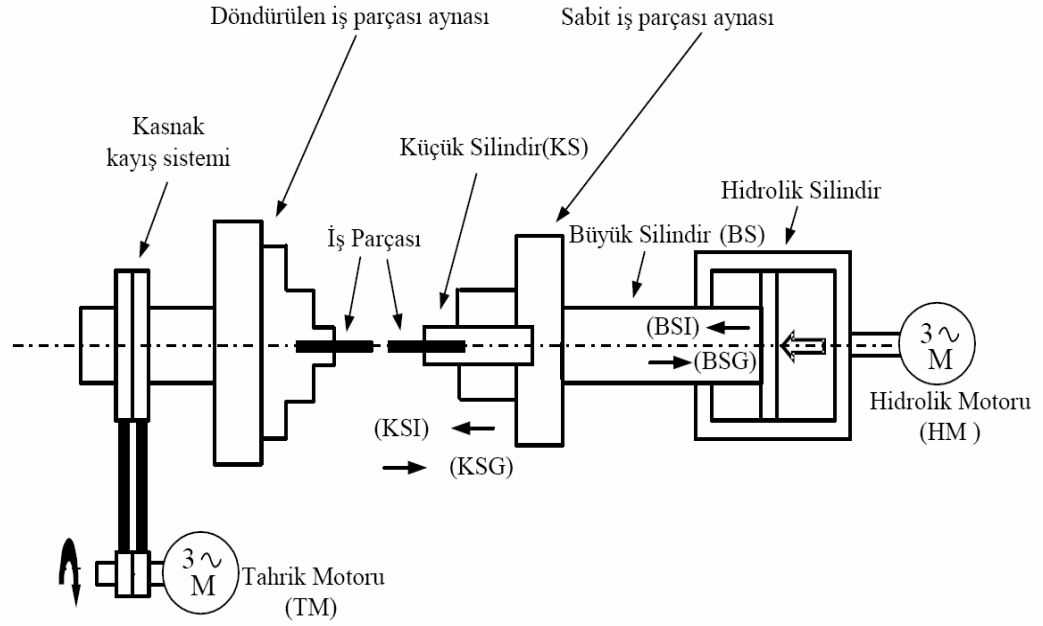 Döndürülen iş parçası aynası
Sabit iş parçası aynası
Kasnak
kayış sistemi
Küçük Silindir(KS)
Hidrolik Silindir
İş Parçası
Büyük Silindir (BS)
(BSI)
(BSG)
3~
M
Hidrolik Motoru
(HM )
(KSI)
(KSG)
3~
M
Tahrik Motoru
(TM)